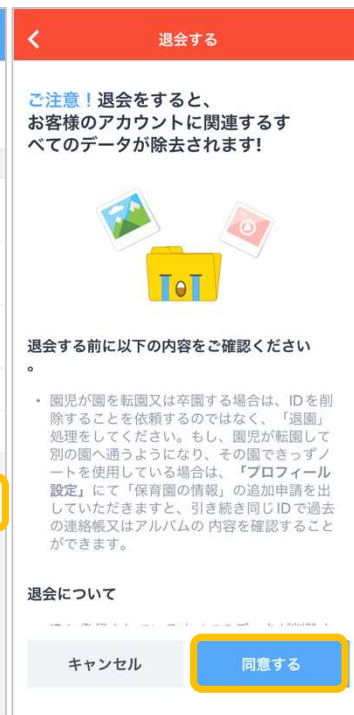 退会する
ご注意！退会をすると、
お客様のアカウントに関連するす
べてのデータが除去されます!
退会する前に以下の内容をご確認ください
。
• 園児が園を転園又は卒園する場合は、IDを削
除することを依頼するのではなく、「退園」
処理をしてください。もし、園児が転園して
別の園へ通うようになり、その園できっずノ
ートを使用している場合は、「プロフィール
設定」にて「保育園の情報」の追加申請を出
していただきますと、引き続き同じIDで過去
の連絡帳又はアルバムの 内容を確認すること
ができます。
退会について
キャンセル
同意する